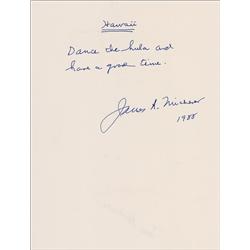 Hawaii
Dance the hula and
have a good time.
James A. Michener
1988